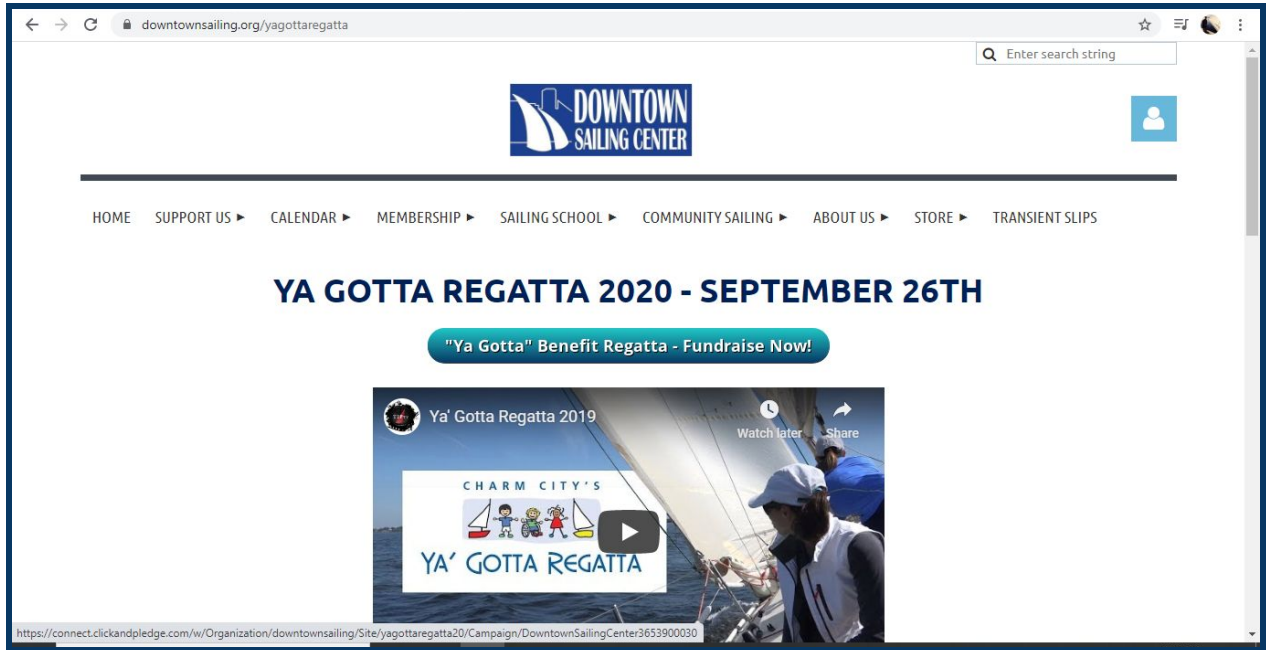 downtownsailing.org/yagottaregatta
Enter search string
DOWNTOWN
SAILING CENTER
HOME SUPPORT US ► CALENDAR ► MEMBERSHIP ► SAILING SCHOOL ► COMMUNITY SAILING ► ABOUT US ► STORE ► TRANSIENT SLIPS
YA GOTTA REGATTA 2020 - SEPTEMBER 26TH
"Ya Gotta" Benefit Regatta - Fundraise Now!
Ya' Gotta Regatta 2019
Watch later Share
CHARM CITY'S
YA' GOTTA REGATTA
https://connect.clickandpledge.com/w/Organization/downtownsailing/Site/yagottaregatta20/Campaign/DowntownSailingCenter3653900030